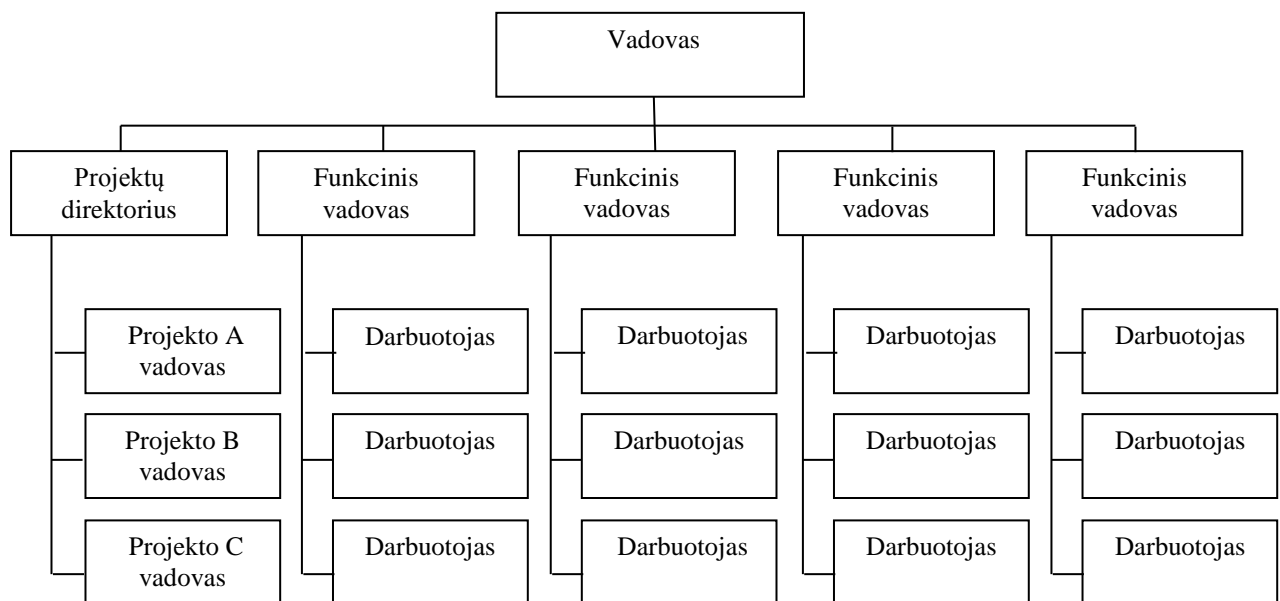 Vadovas
Projektų
direktorius
Funkcinis
vadovas
Funkcinis
vadovas
Funkcinis
vadovas
Funkcinis
vadovas
Projekto A
vadovas
Darbuotojas
Darbuotojas
Darbuotojas
Darbuotojas
Projekto B
vadovas
Darbuotojas
Darbuotojas
Darbuotojas
Darbuotojas
Projekto C
vadovas
Darbuotojas
Darbuotojas
Darbuotojas
Darbuotojas